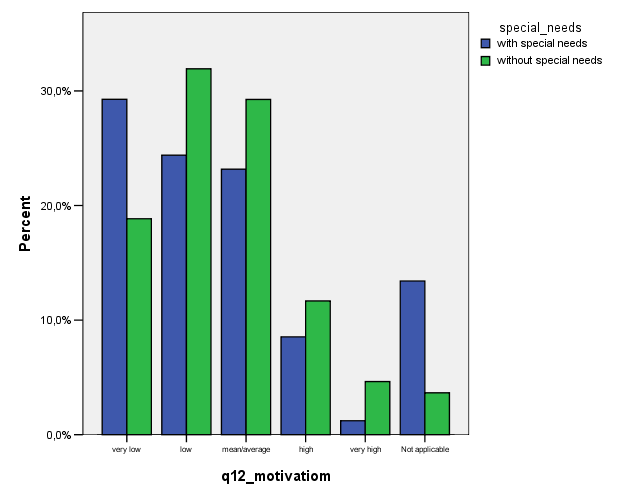 special_needs
with special needs
without special needs
30,0%
20,0%
10,0%
0,0%
Percent
very low
low
mean/average
high
very high
Not applicable
q12_motivatiom